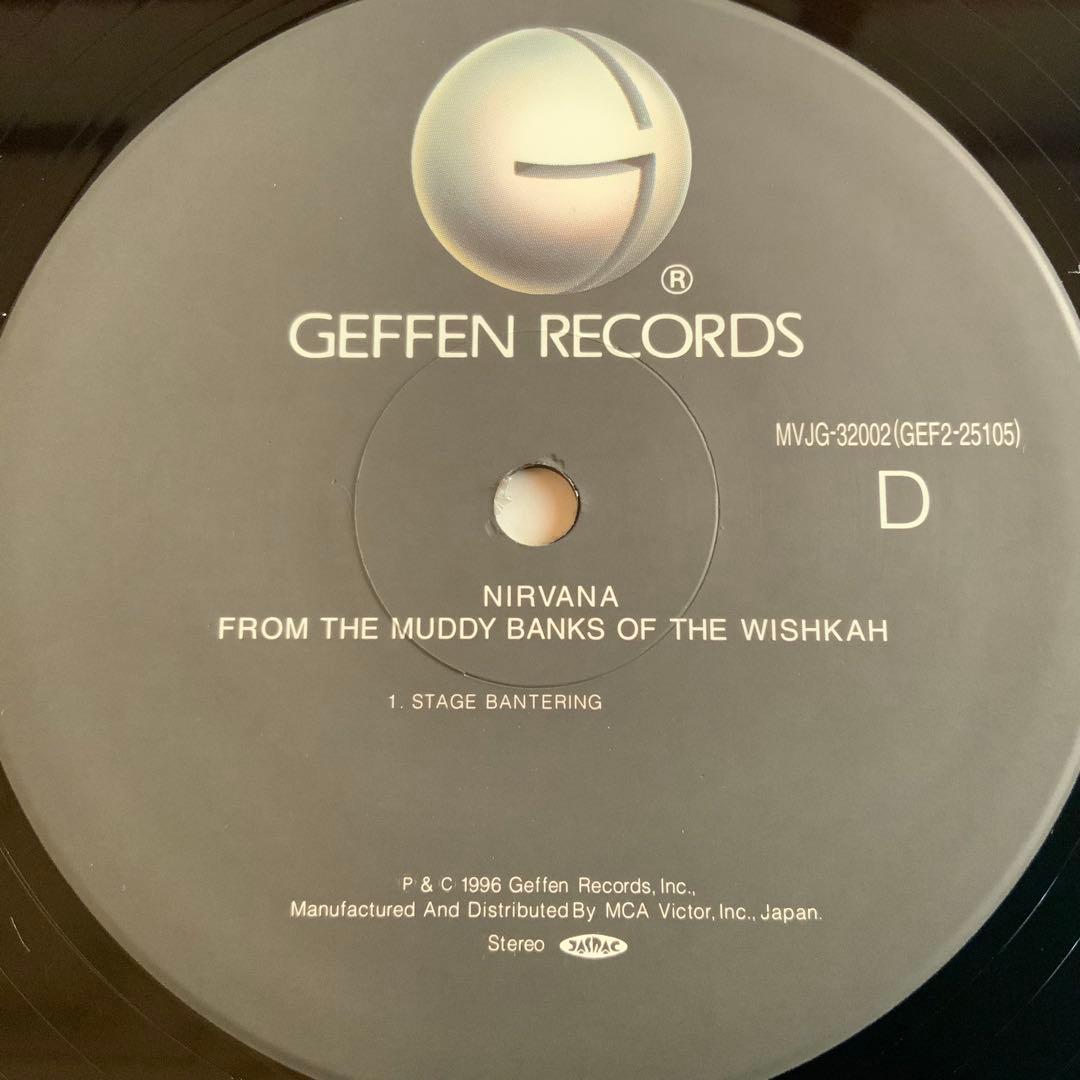 ®
GEFFEN RECORDS
MVJG-32002(GEF2-25105)
D
NIRVANA
FROM THE MUDDY BANKS OF THE WISHKAH
1. STAGE BANTERING
P & C 1996 Geffen Records, Inc.,
Manufactured And Distributed By MCA Victor, Inc., Japan.
Stereo JASRAC